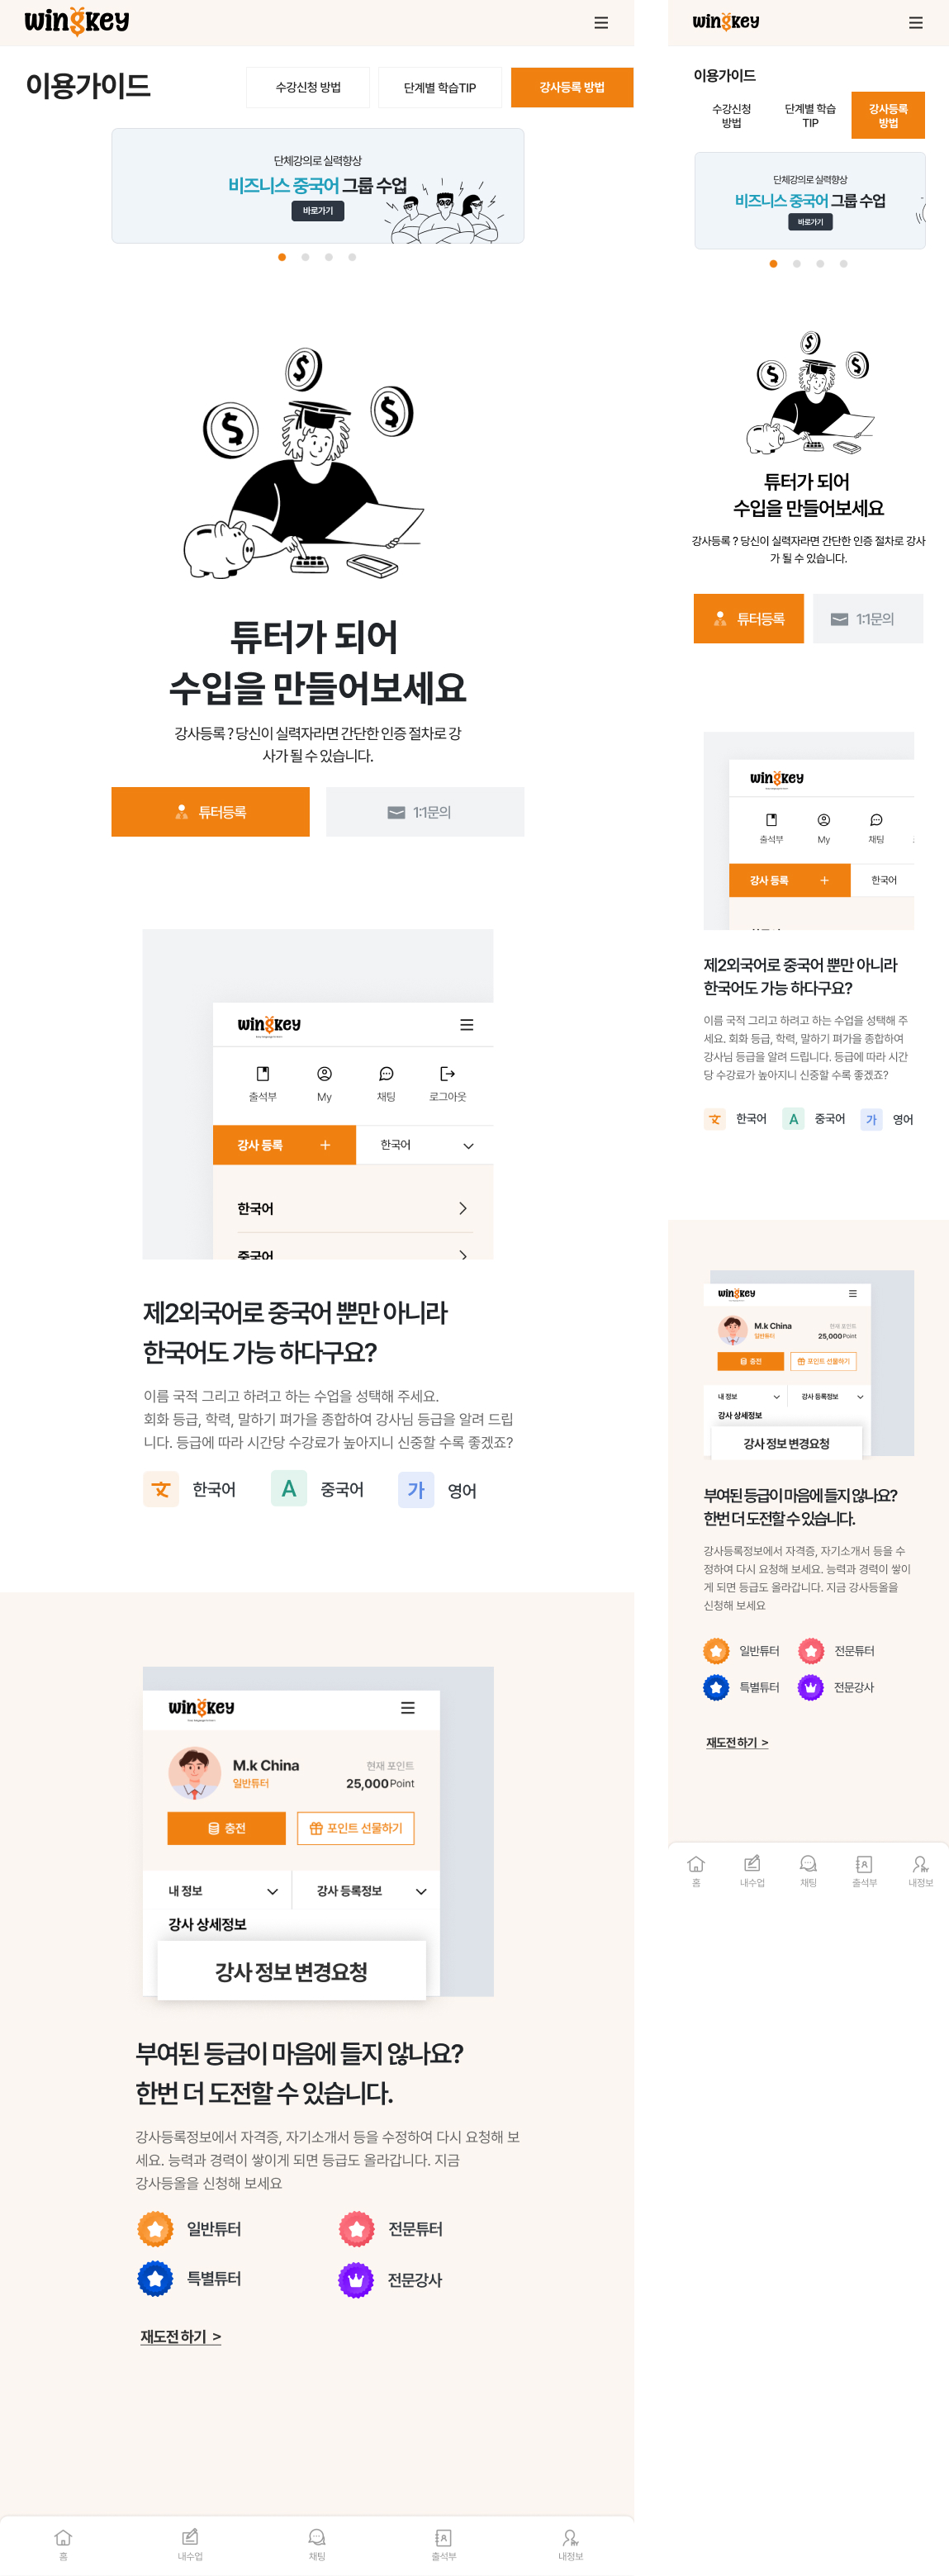 wingkey
이용가이드
수강신청 방법
단계별 학습TIP
강사등록 방법
단체강의로 실력향상
비즈니스 중국어 그룹 수업
바로가기
튜터가 되어
수입을 만들어보세요
강사등록 ? 당신이 실력자라면 간단한 인증 절차로 강
사가 될 수 있습니다.
튜터등록
1:1문의
wingkey
출석부
My
채팅
로그아웃
강사 등록
한국어
한국어
중국어
제2외국어로 중국어 뿐만 아니라
한국어도 가능 하다구요?
이름 국적 그리고 하려고 하는 수업을 성택해 주세요.
회화 등급, 학력, 말하기 펴가을 종합하여 강사님 등급을 알려 드립
니다. 등급에 따라 시간당 수강료가 높아지니 신중할 수록 좋겠죠?
文 한국어
A 중국어
가 영어
wingkey
M.k China
일반튜터
현재 포인트
25,000 Point
충전
포인트 선물하기
내 정보
강사 등록정보
강사 상세정보
강사 정보 변경요청
부여된 등급이 마음에 들지 않나요?
한번 더 도전할 수 있습니다.
강사등록정보에서 자격증, 자기소개서 등을 수정하여 다시 요청해 보
세요. 능력과 경력이 쌓이게 되면 등급도 올라갑니다. 지금
강사등올을 신청해 보세요
일반튜터
전문튜터
특별튜터
전문강사
재도전하기 >
홈
내수업
채팅
출석부
MY
내정보
wingkey
이용가이드
수강신청
방법
단계별 학습
TIP
강사등록
방법
단체강의로 실력향상
비즈니스 중국어 그룹 수업
바로가기
튜터가 되어
수입을 만들어보세요
강사등록 ? 당신이 실력자라면 간단한 인증 절차로 강사
가 될 수 있습니다.
튜터등록
1:1문의
wingkey
출석부
My
채팅
강사 등록
한국어
제2외국어로 중국어 뿐만 아니라
한국어도 가능 하다구요?
이름 국적 그리고 하려고 하는 수업을 성택해 주
세요. 회화 등급, 학력, 말하기 펴가을 종합하여
강사님 등급을 알려 드립니다. 등급에 따라 시간
당 수강료가 높아지니 신중할 수록 좋겠죠?
文 한국어
A 중국어
가 영어
wingkey
M.k China
일반튜터
현재 포인트
25,000 Point
충전
포인트 선물하기
내 정보
강사 등록정보
강사 상세정보
강사 정보 변경요청
부여된 등급이 마음에 들지 않나요?
한번 더 도전할 수 있습니다.
강사등록정보에서 자격증, 자기소개서 등을 수
정하여 다시 요청해 보세요. 능력과 경력이 쌓이
게 되면 등급도 올라갑니다. 지금 강사등올을
신청해 보세요
일반튜터
전문튜터
특별튜터
전문강사
재도전하기 >
홈
내수업
채팅
출석부
MY
내정보